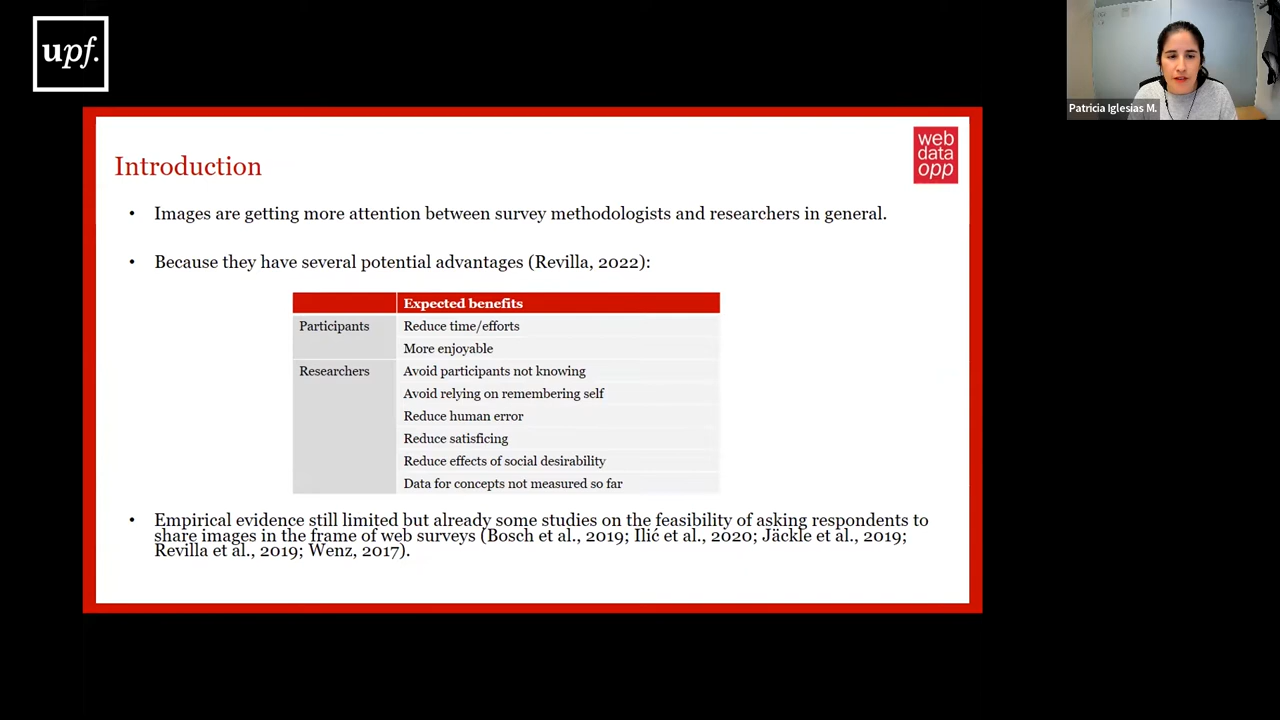 upf.
Patricia Iglesias M.
web
data
opp
Introduction
• Images are getting more attention between survey methodologists and researchers in general.
• Because they have several potential advantages (Revilla, 2022):
Expected benefits
Participants Reduce time/efforts
More enjoyable
Researchers Avoid participants not knowing
Avoid relying on remembering self
Reduce human error
Reduce satisficing
Reduce effects of social desirability
Data for concepts not measured so far
• Empirical evidence still limited but already some studies on the feasibility of asking respondents to
share images in the frame of web surveys (Bosch et al., 2019; Ilić et al., 2020; Jäckle et al., 2019;
Revilla et al., 2019; Wenz, 2017).